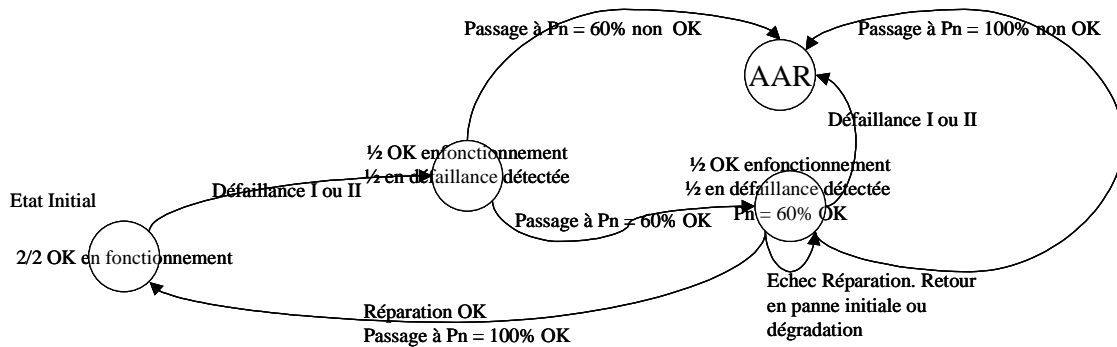 Passage à Pn = 60% non OK
Passage à Pn = 100% non OK
AAR
Défaillance I ou II
½ OK enfonctionnement
½ en défaillance détectée
½ OK enfonctionnement
½ en défaillance détectée
Pn = 60% OK
Défaillance I ou II
Etat Initial
Passage à Pn = 60% OK
2/2 OK en fonctionnement
Echec Réparation. Retour
en panne initiale ou
dégradation
Réparation OK
Passage à Pn = 100% OK